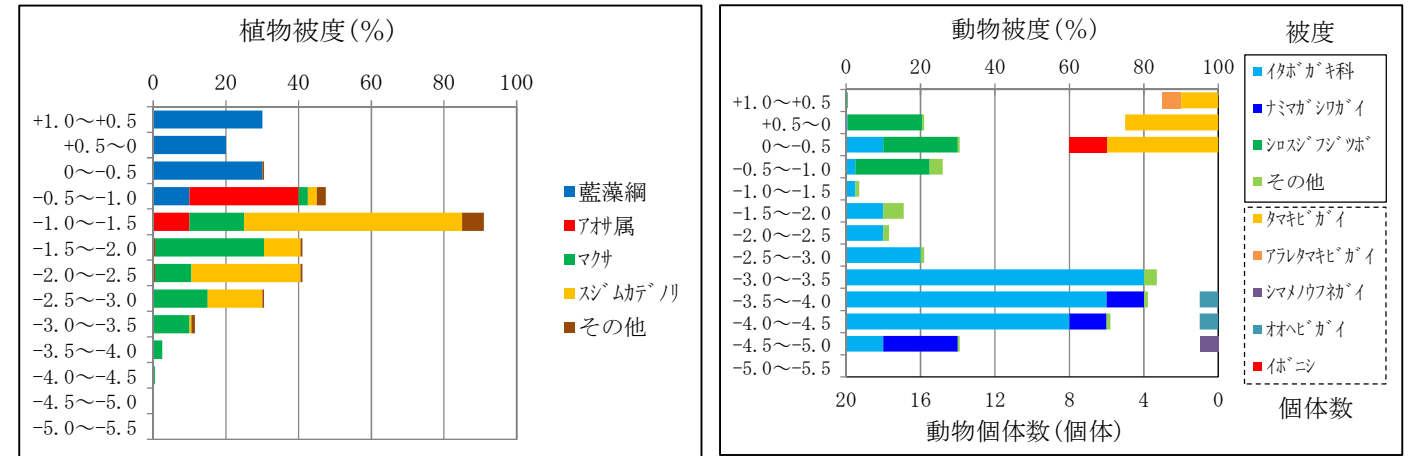 植物被度(%)
0 20 40 60 80 100
+1.0～+0.5
+0.5～0
0～-0.5
-0.5～-1.0
-1.0～-1.5
-1.5～-2.0
-2.0～-2.5
-2.5～-3.0
-3.0～-3.5
-3.5～-4.0
-4.0～-4.5
-4.5～-5.0
-5.0～-5.5
藍藻綱
ｱｵｻ属
ﾏｸｻ
ｽｼﾞﾑｶﾃﾞﾉﾘ
その他
動物被度(%)
0 20 40 60 80 100
+1.0～+0.5
+0.5～0
0～-0.5
-0.5～-1.0
-1.0～-1.5
-1.5～-2.0
-2.0～-2.5
-2.5～-3.0
-3.0～-3.5
-3.5～-4.0
-4.0～-4.5
-4.5～-5.0
-5.0～-5.5
20 16 12 8 4 0
動物個体数(個体)
被度
ｲﾀﾎﾞｶﾞｷ科
ﾅﾐﾏｶﾞｼﾜｶﾞｲ
ｼﾛｽｼﾞﾌｼﾞﾂﾎﾞ
その他
ﾀﾏｷﾋﾞｶﾞｲ
ｱﾗﾚﾀﾏｷﾋﾞｶﾞｲ
ｼﾏﾒﾉｳﾌﾈｶﾞｲ
ｵｵﾍﾋﾞｶﾞｲ
ｲﾎﾞﾆｼ
個体数